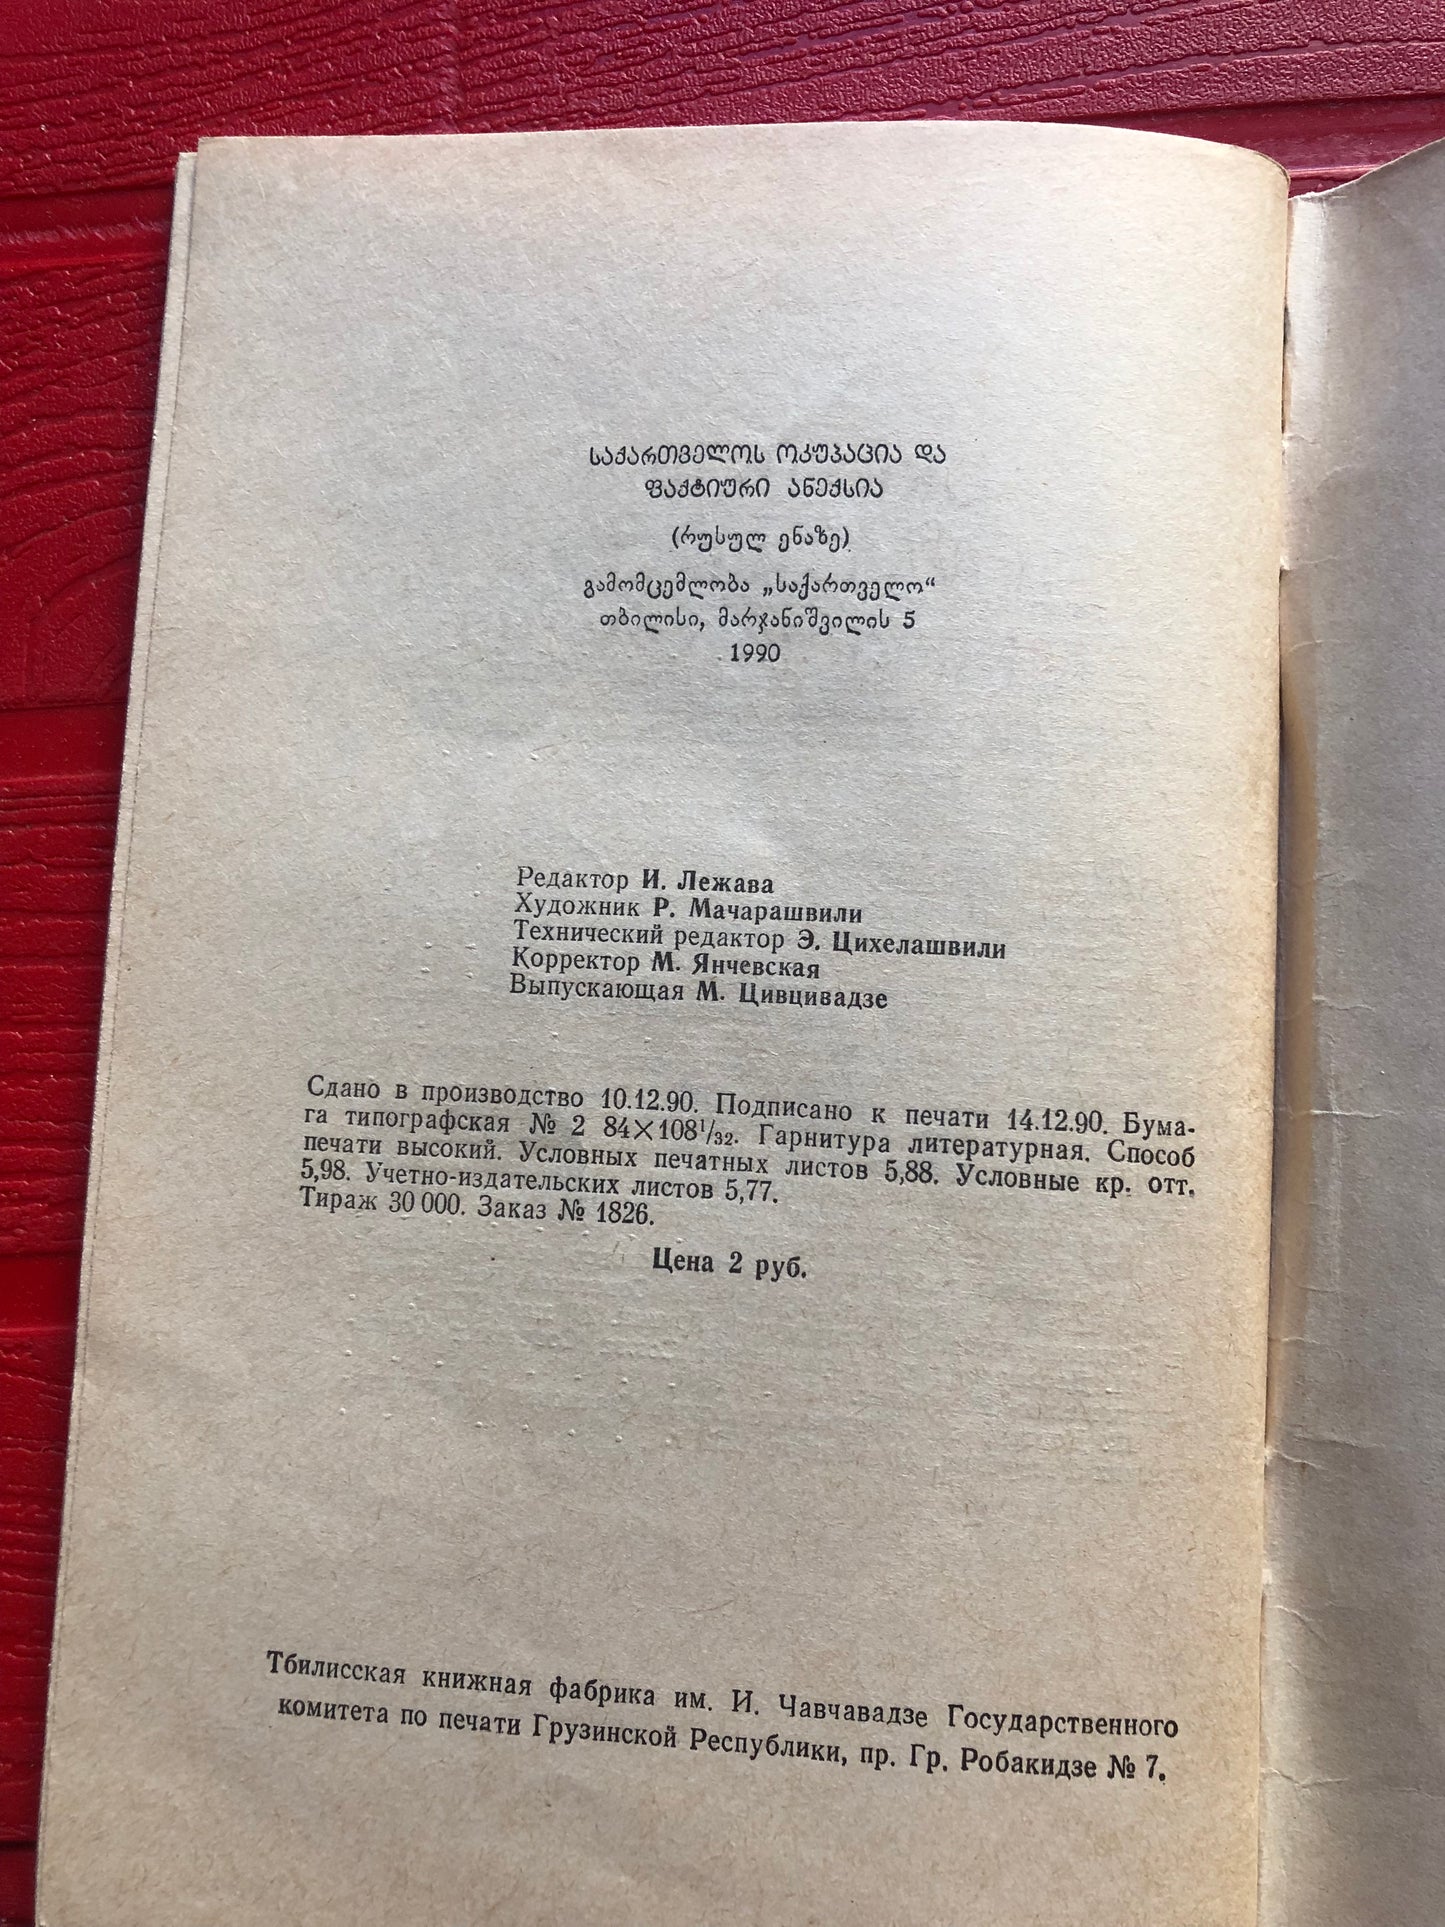 საქართველოს ოკუპაცია და
ფაქტიური ანექსია
(რუსულ ენაზე)
გამომცემლობა „საქართველო“
თბილისი, მარჯანიშვილის 5
1990
Редактор И. Лежава
Художник Р. Мачарашвили
Технический редактор Э. Цихелашвили
Корректор М. Янчевская
Выпускающая М. Цивцивадзе
Сдано в производство 10.12.90. Подписано к печати 14.12.90. Бума-
га типографская № 2 84×108¹/₃₂. Гарнитура литературная. Способ
печати высокий. Условных печатных листов 5,88. Условные кр. отт.
5,98. Учетно-издательских листов 5,77.
Тираж 30 000. Заказ № 1826.
Цена 2 руб.
Тбилисская книжная фабрика им. И. Чавчавадзе Государственного
комитета по печати Грузинской Республики, пр. Гр. Робакидзе № 7.